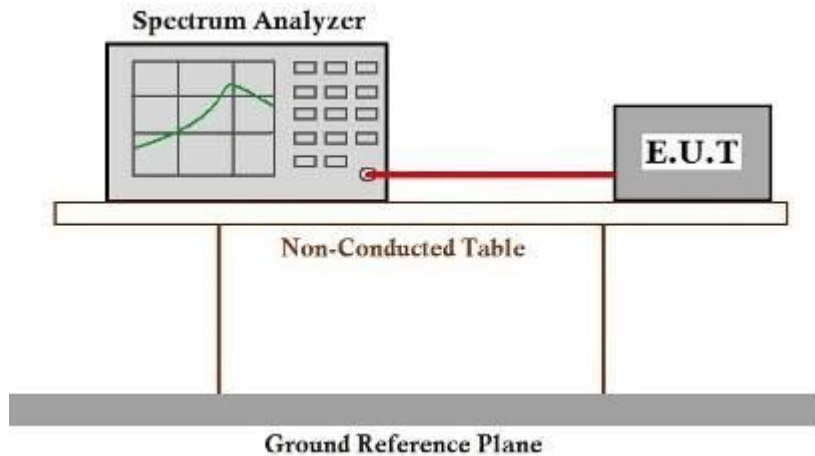 Spectrum Analyzer
E.U.T
Non-Conducted Table
Ground Reference Plane